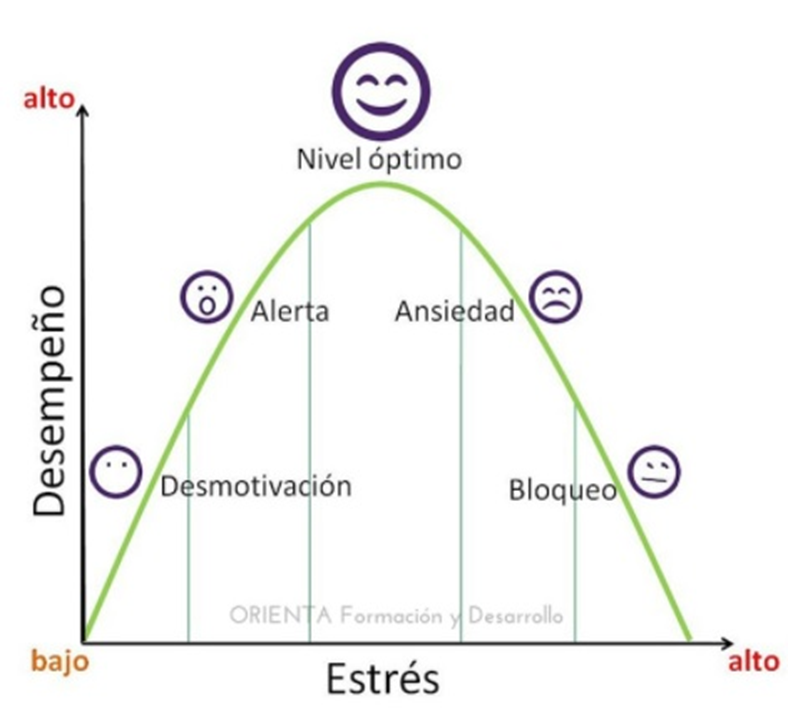 alto
Nivel óptimo
Alerta
Ansiedad
Desempeño
Desmotivación
Bloqueo
ORIENTA Formación y Desarrollo
bajo
Estrés
alto